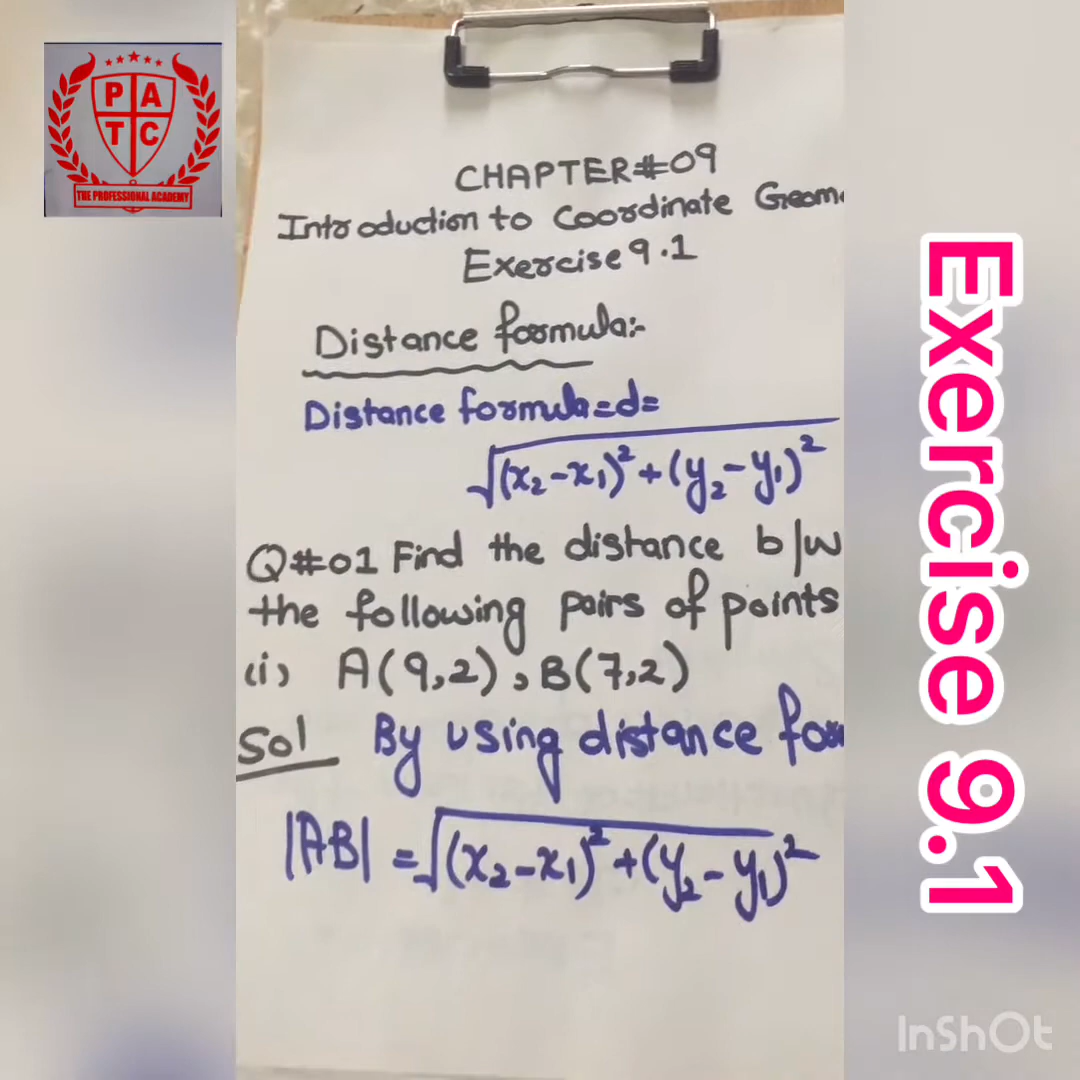 P A
T C
THE PROFESSIONAL ACADEMY
CHAPTER#09
Introduction to Coordinate Geom
Exercise 9.1
Distance formula:-
Distance formula=d=
√(x₂-x₁)²+(y₂-y₁)²
Q#01 Find the distance b/w
the following pairs of points
(i) A(9,2), B(7,2)
Sol By using distance for
|AB| =√(x₂-x₁)²+(y₂-y₁)²
Exercise 9.1
InShOt